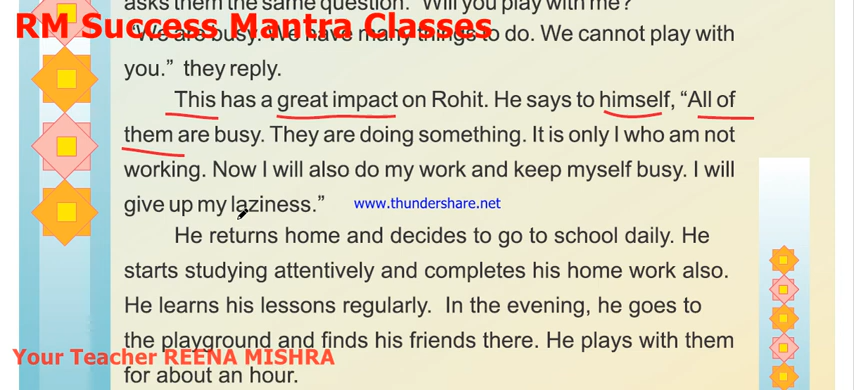 asks them the same question. "Will you play with me?"
RM Success Mantra Classes
"We are busy. We have many things to do. We cannot play with
you." they reply.
This has a great impact on Rohit. He says to himself, "All of
them are busy. They are doing something. It is only I who am not
working. Now I will also do my work and keep myself busy. I will
give up my laziness."
www.thundershare.net
He returns home and decides to go to school daily. He
starts studying attentively and completes his home work also.
He learns his lessons regularly. In the evening, he goes to
the playground and finds his friends there. He plays with them
Your Teacher REENA MISHRA
for about an hour.